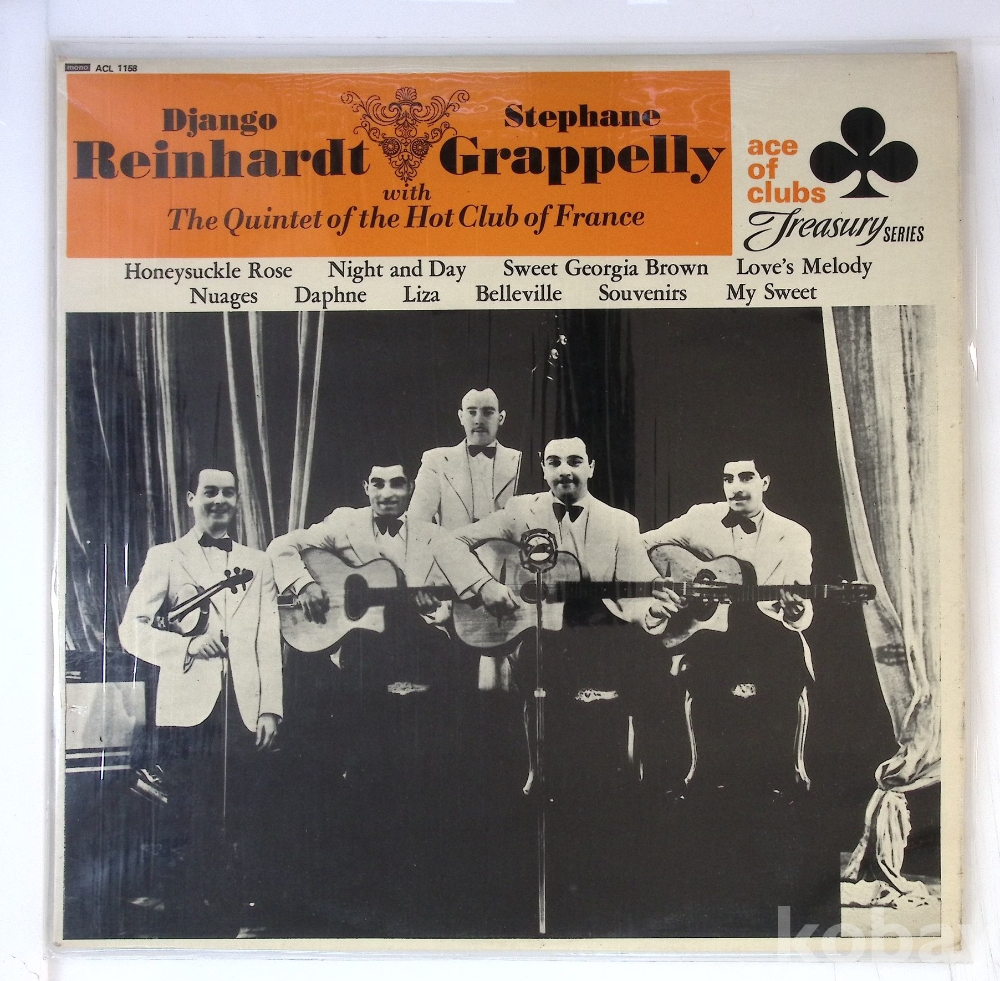 mono ACL 1158
Django
Reinhardt
Stephane
Grappelly
with
The Quintet of the Hot Club of France
ace
of
clubs
Treasury SERIES
Honeysuckle Rose Night and Day Sweet Georgia Brown Love's Melody
Nuages Daphne Liza Belleville Souvenirs My Sweet